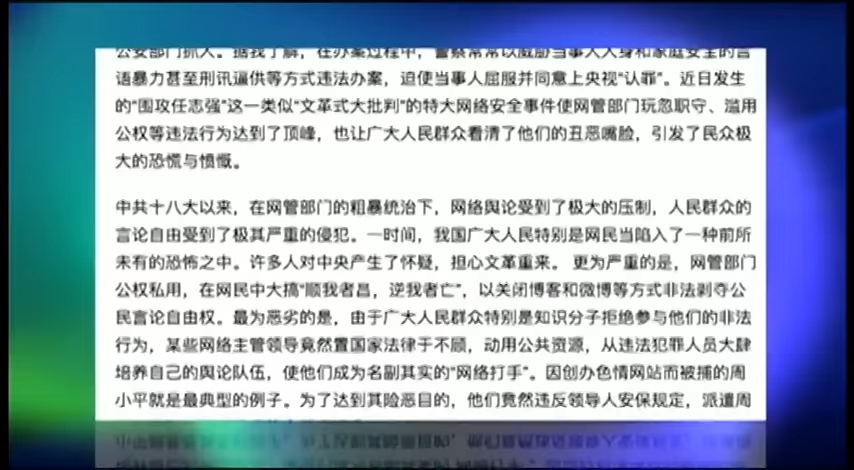 公安部门抓人。据我了解，在办案过程中，警察常常以威胁当事人人身和家庭安全的言
语暴力甚至刑讯逼供等方式违法办案，迫使当事人屈服并同意上央视“认罪”。近日发生
的“围攻任志强”这一类似“文革式大批判”的特大网络安全事件使网管部门玩忽职守、滥用
公权等违法行为达到了顶峰，也让广大人民群众看清了他们的丑恶嘴脸，引发了民众极
大的恐慌与愤慨。
中共十八大以来，在网管部门的粗暴统治下，网络舆论受到了极大的压制，人民群众的
言论自由受到了极其严重的侵犯。一时间，我国广大人民特别是网民当陷入了一种前所
未有的恐怖之中。许多人对中央产生了怀疑，担心文革重来。 更为严重的是，网管部门
公权私用，在网民中大搞“顺我者昌，逆我者亡”，以关闭博客和微博等方式非法剥夺公
民言论自由权。最为恶劣的是，由于广大人民群众特别是知识分子拒绝参与他们的非法
行为，某些网络主管领导竟然置国家法律于不顾，动用公共资源，从违法犯罪人员大肆
培养自己的舆论队伍，使他们成为名副其实的“网络打手”。因创办色情网站而被捕的周
小平就是最典型的例子。为了达到其险恶目的，他们竟然违反领导人安保规定，派遣周